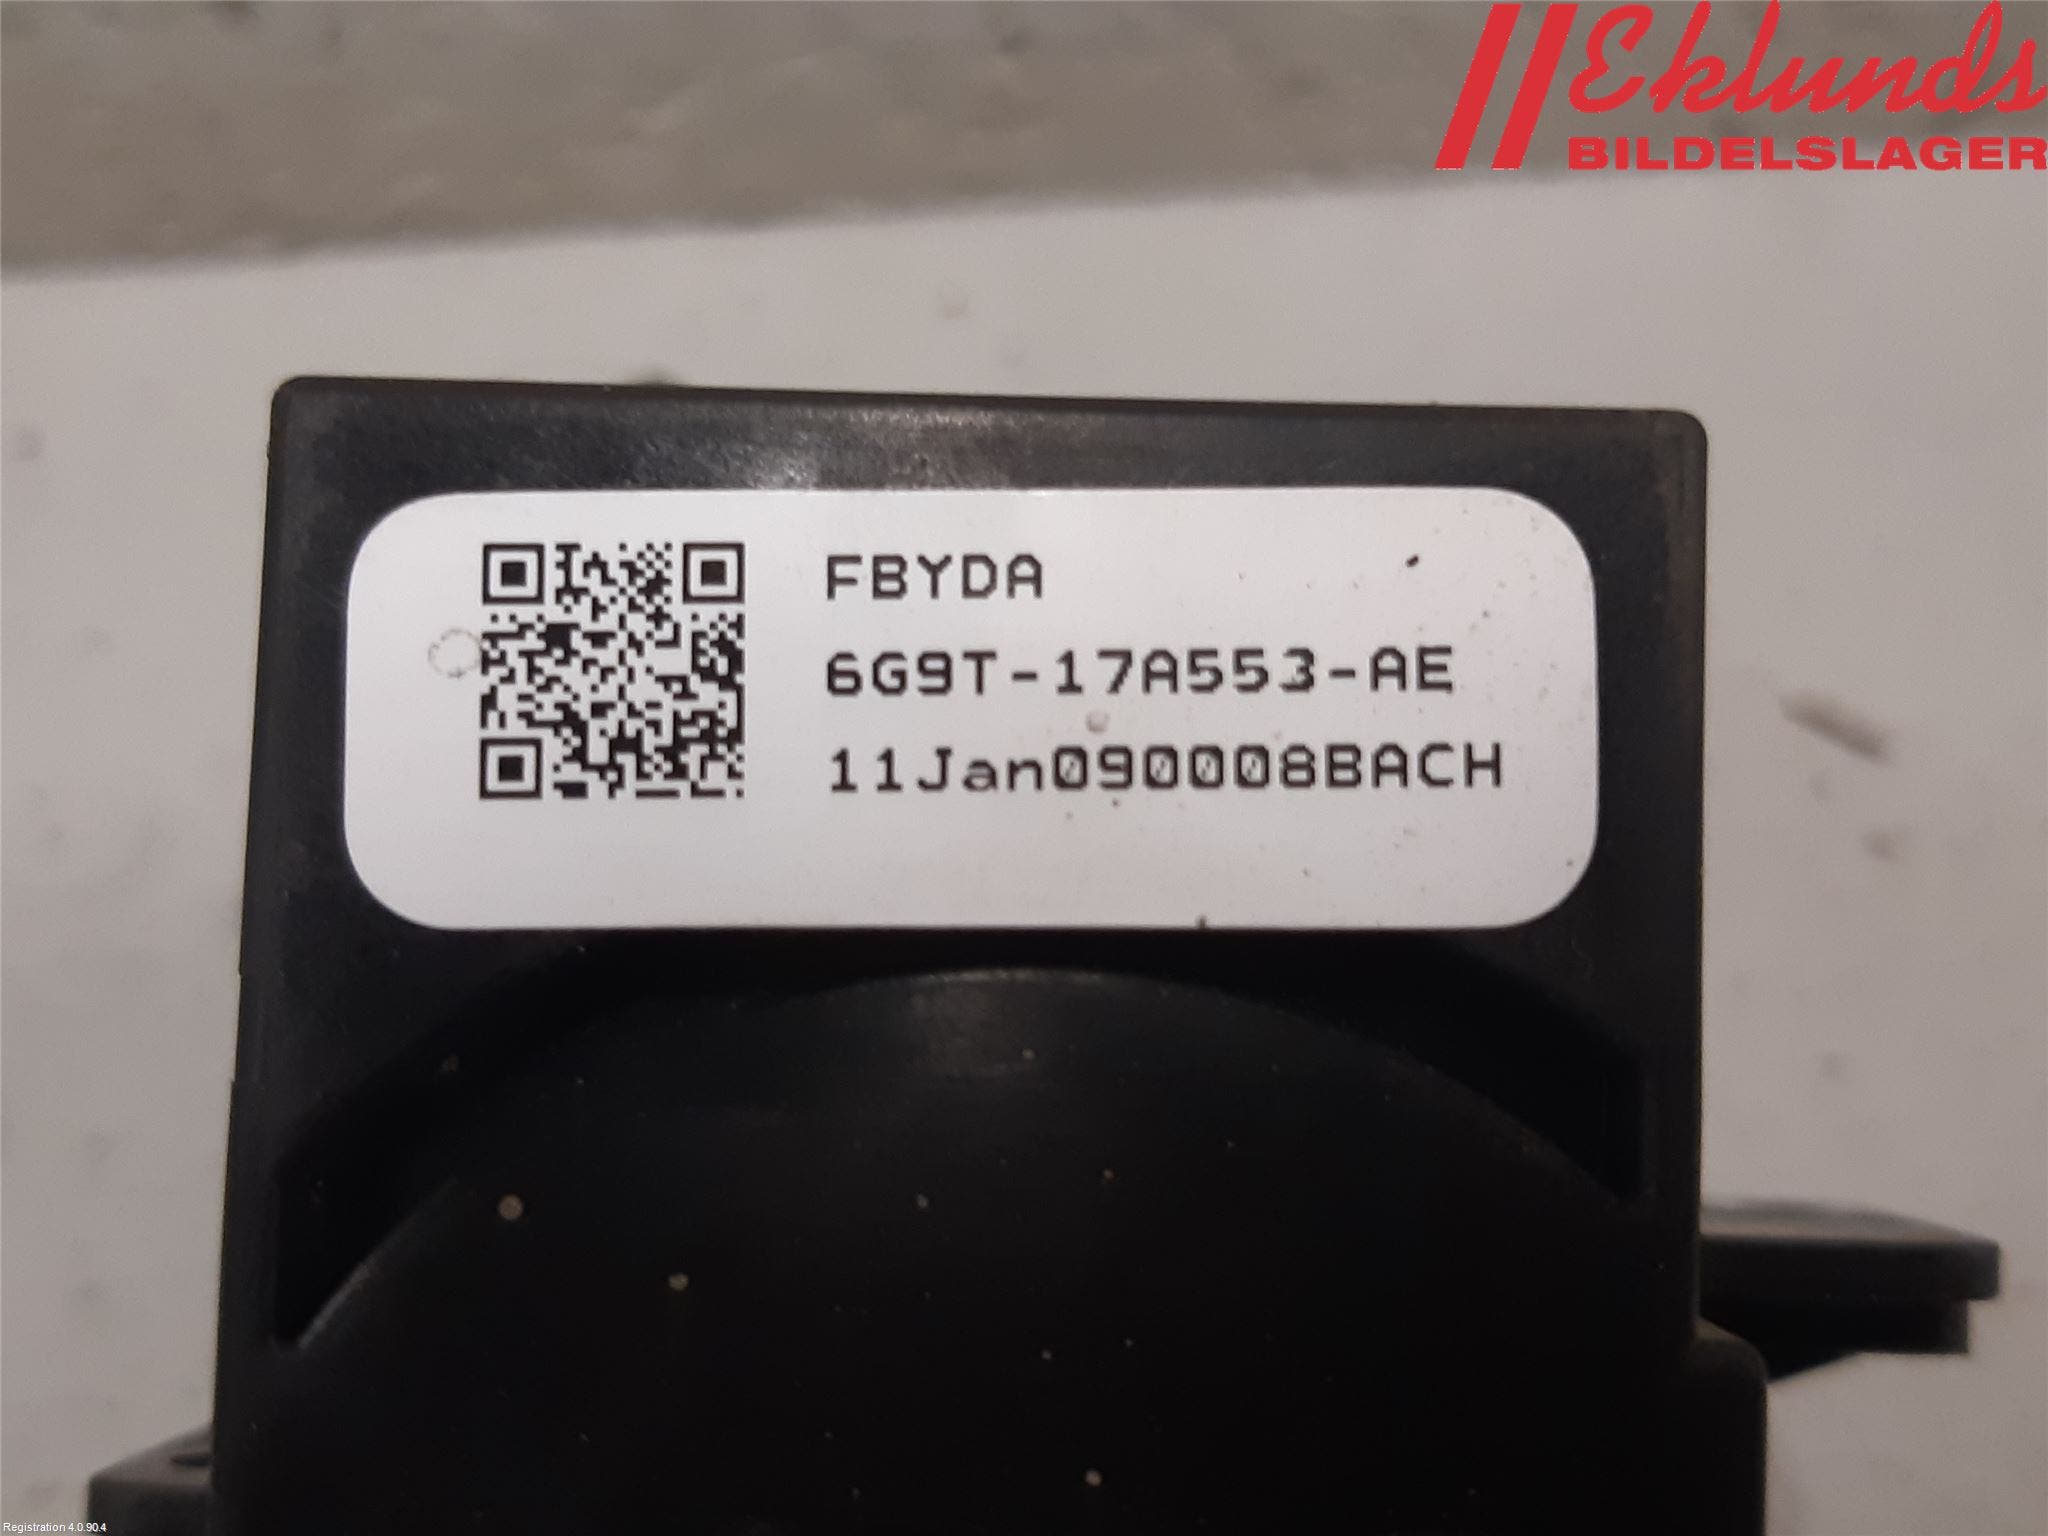 Eklunds
BILDELSLAGER
FBYDA
6G9T-17A553-AE
11Jan090008BACH
Registration 4.0.90.4